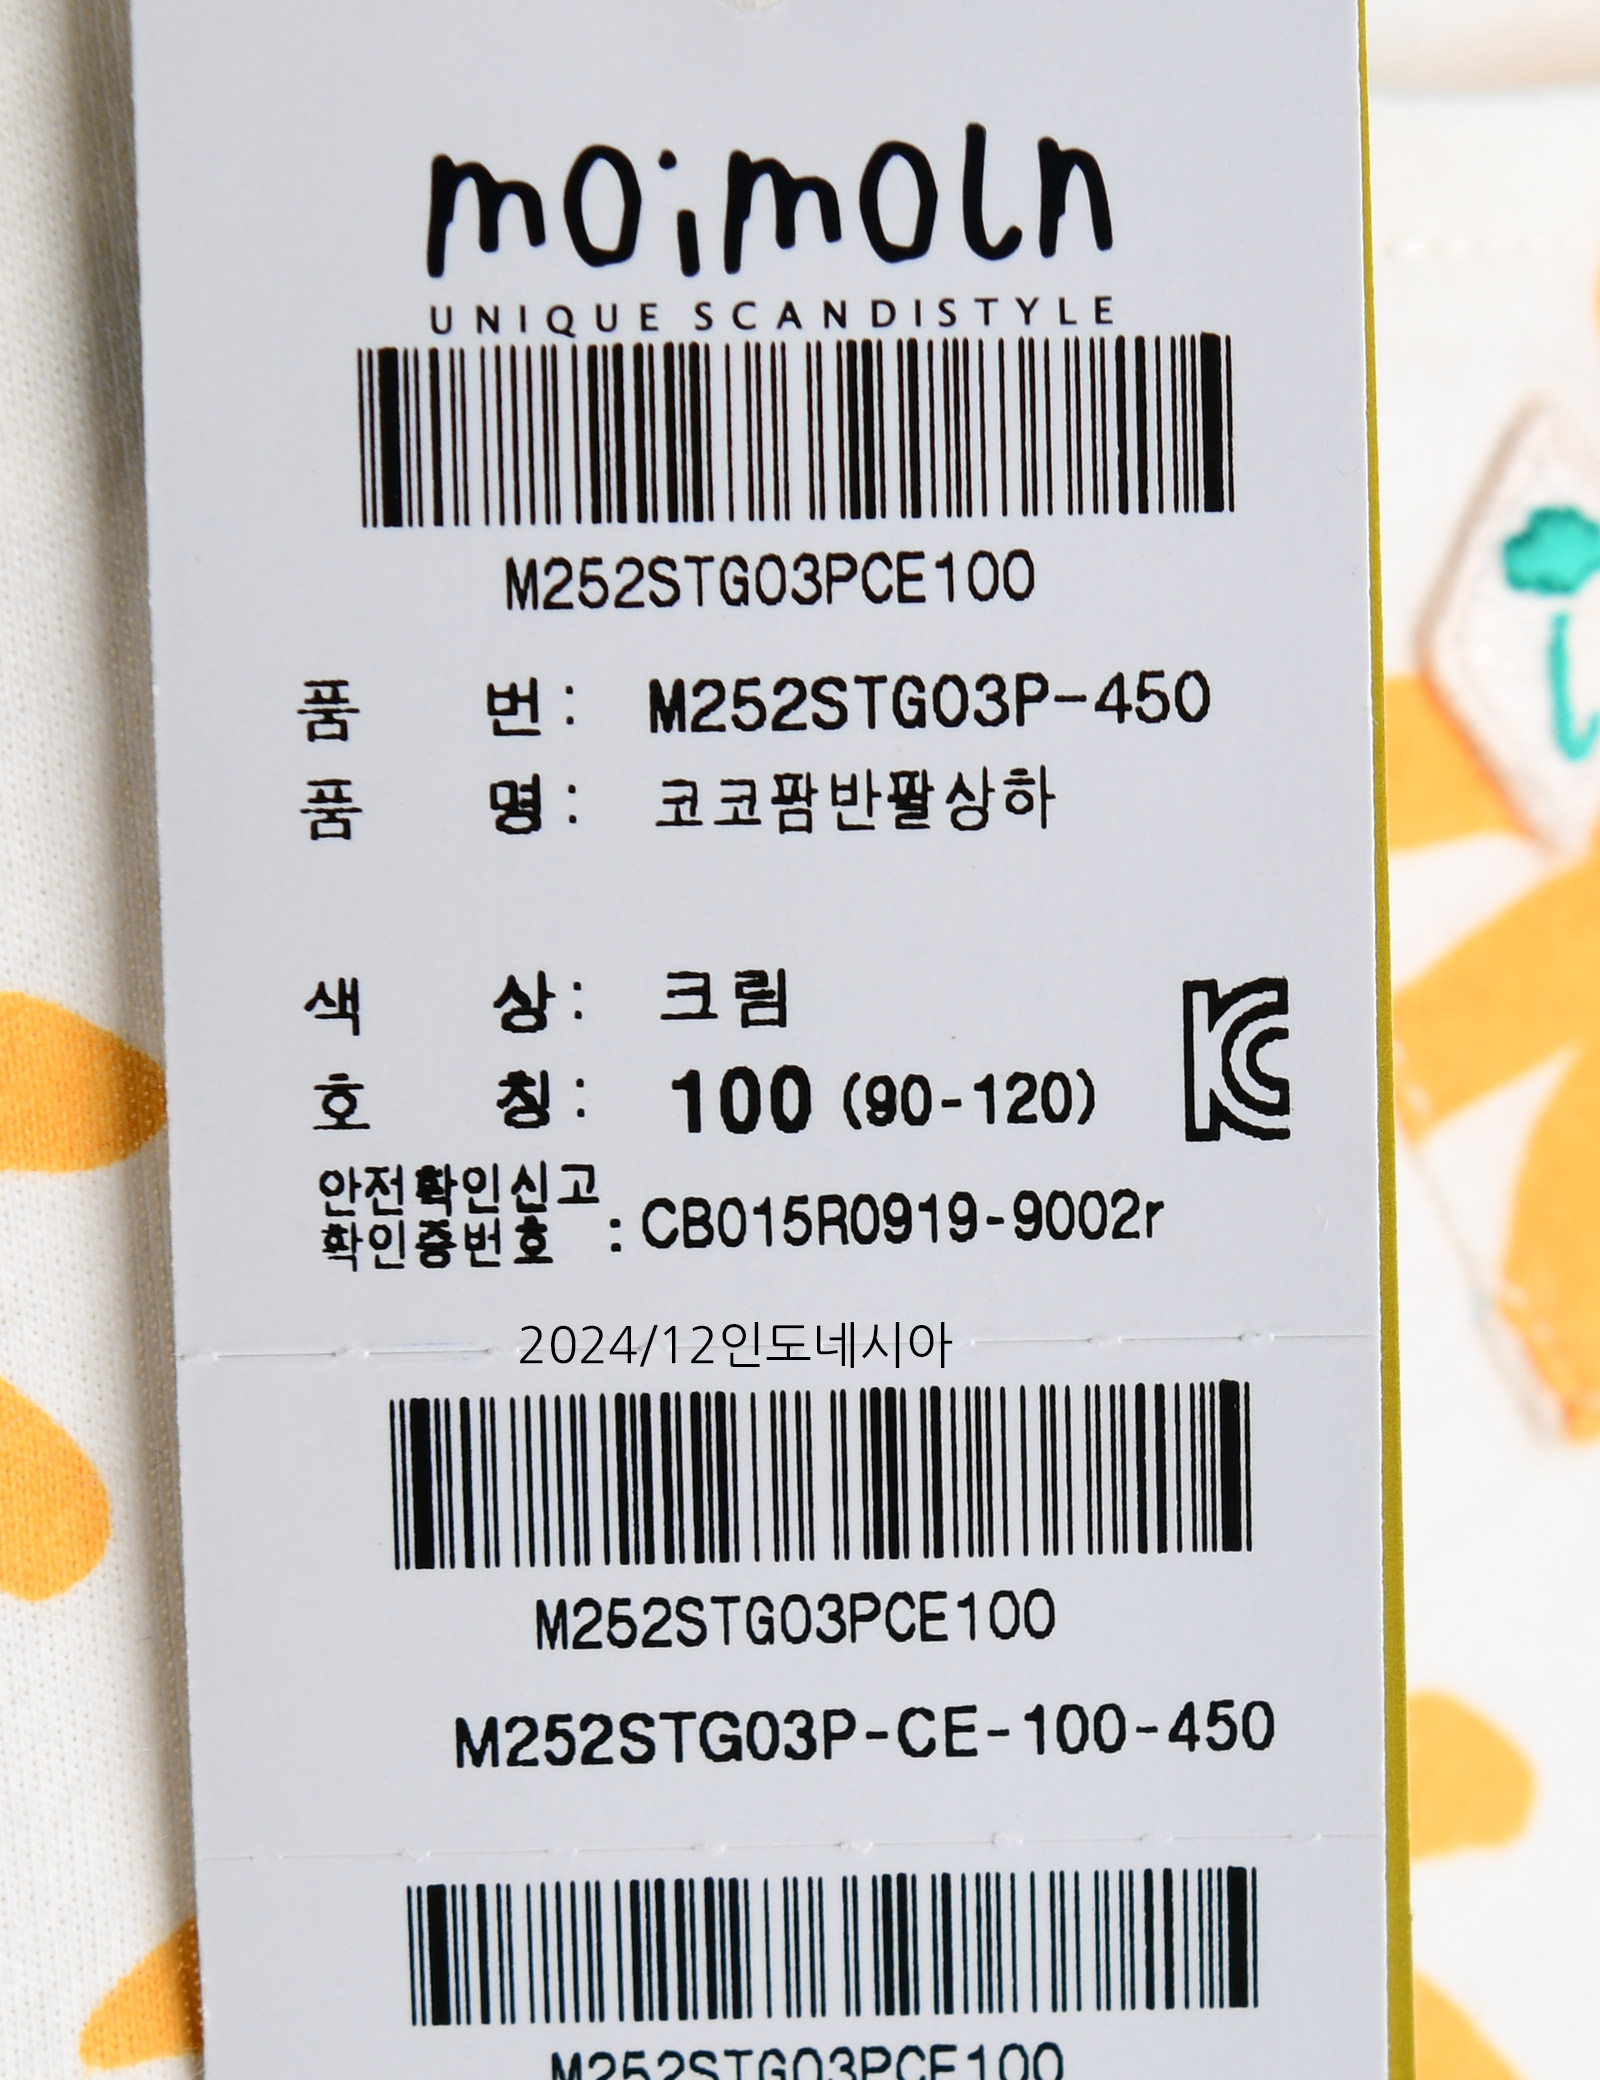 moimoln
UNIQUE SCANDISTYLE
M252STG03PCE100
품 번 : M252STG03P-450
품 명 : 코코팜반팔상하
색 상 : 크림
호 칭 : 100 (90-120)
안전확인신고
확인증번호 : CB015R0919-9002r
2024/12인도네시아
M252STG03PCE100
M252STG03P-CE-100-450
M252STG03PCE100